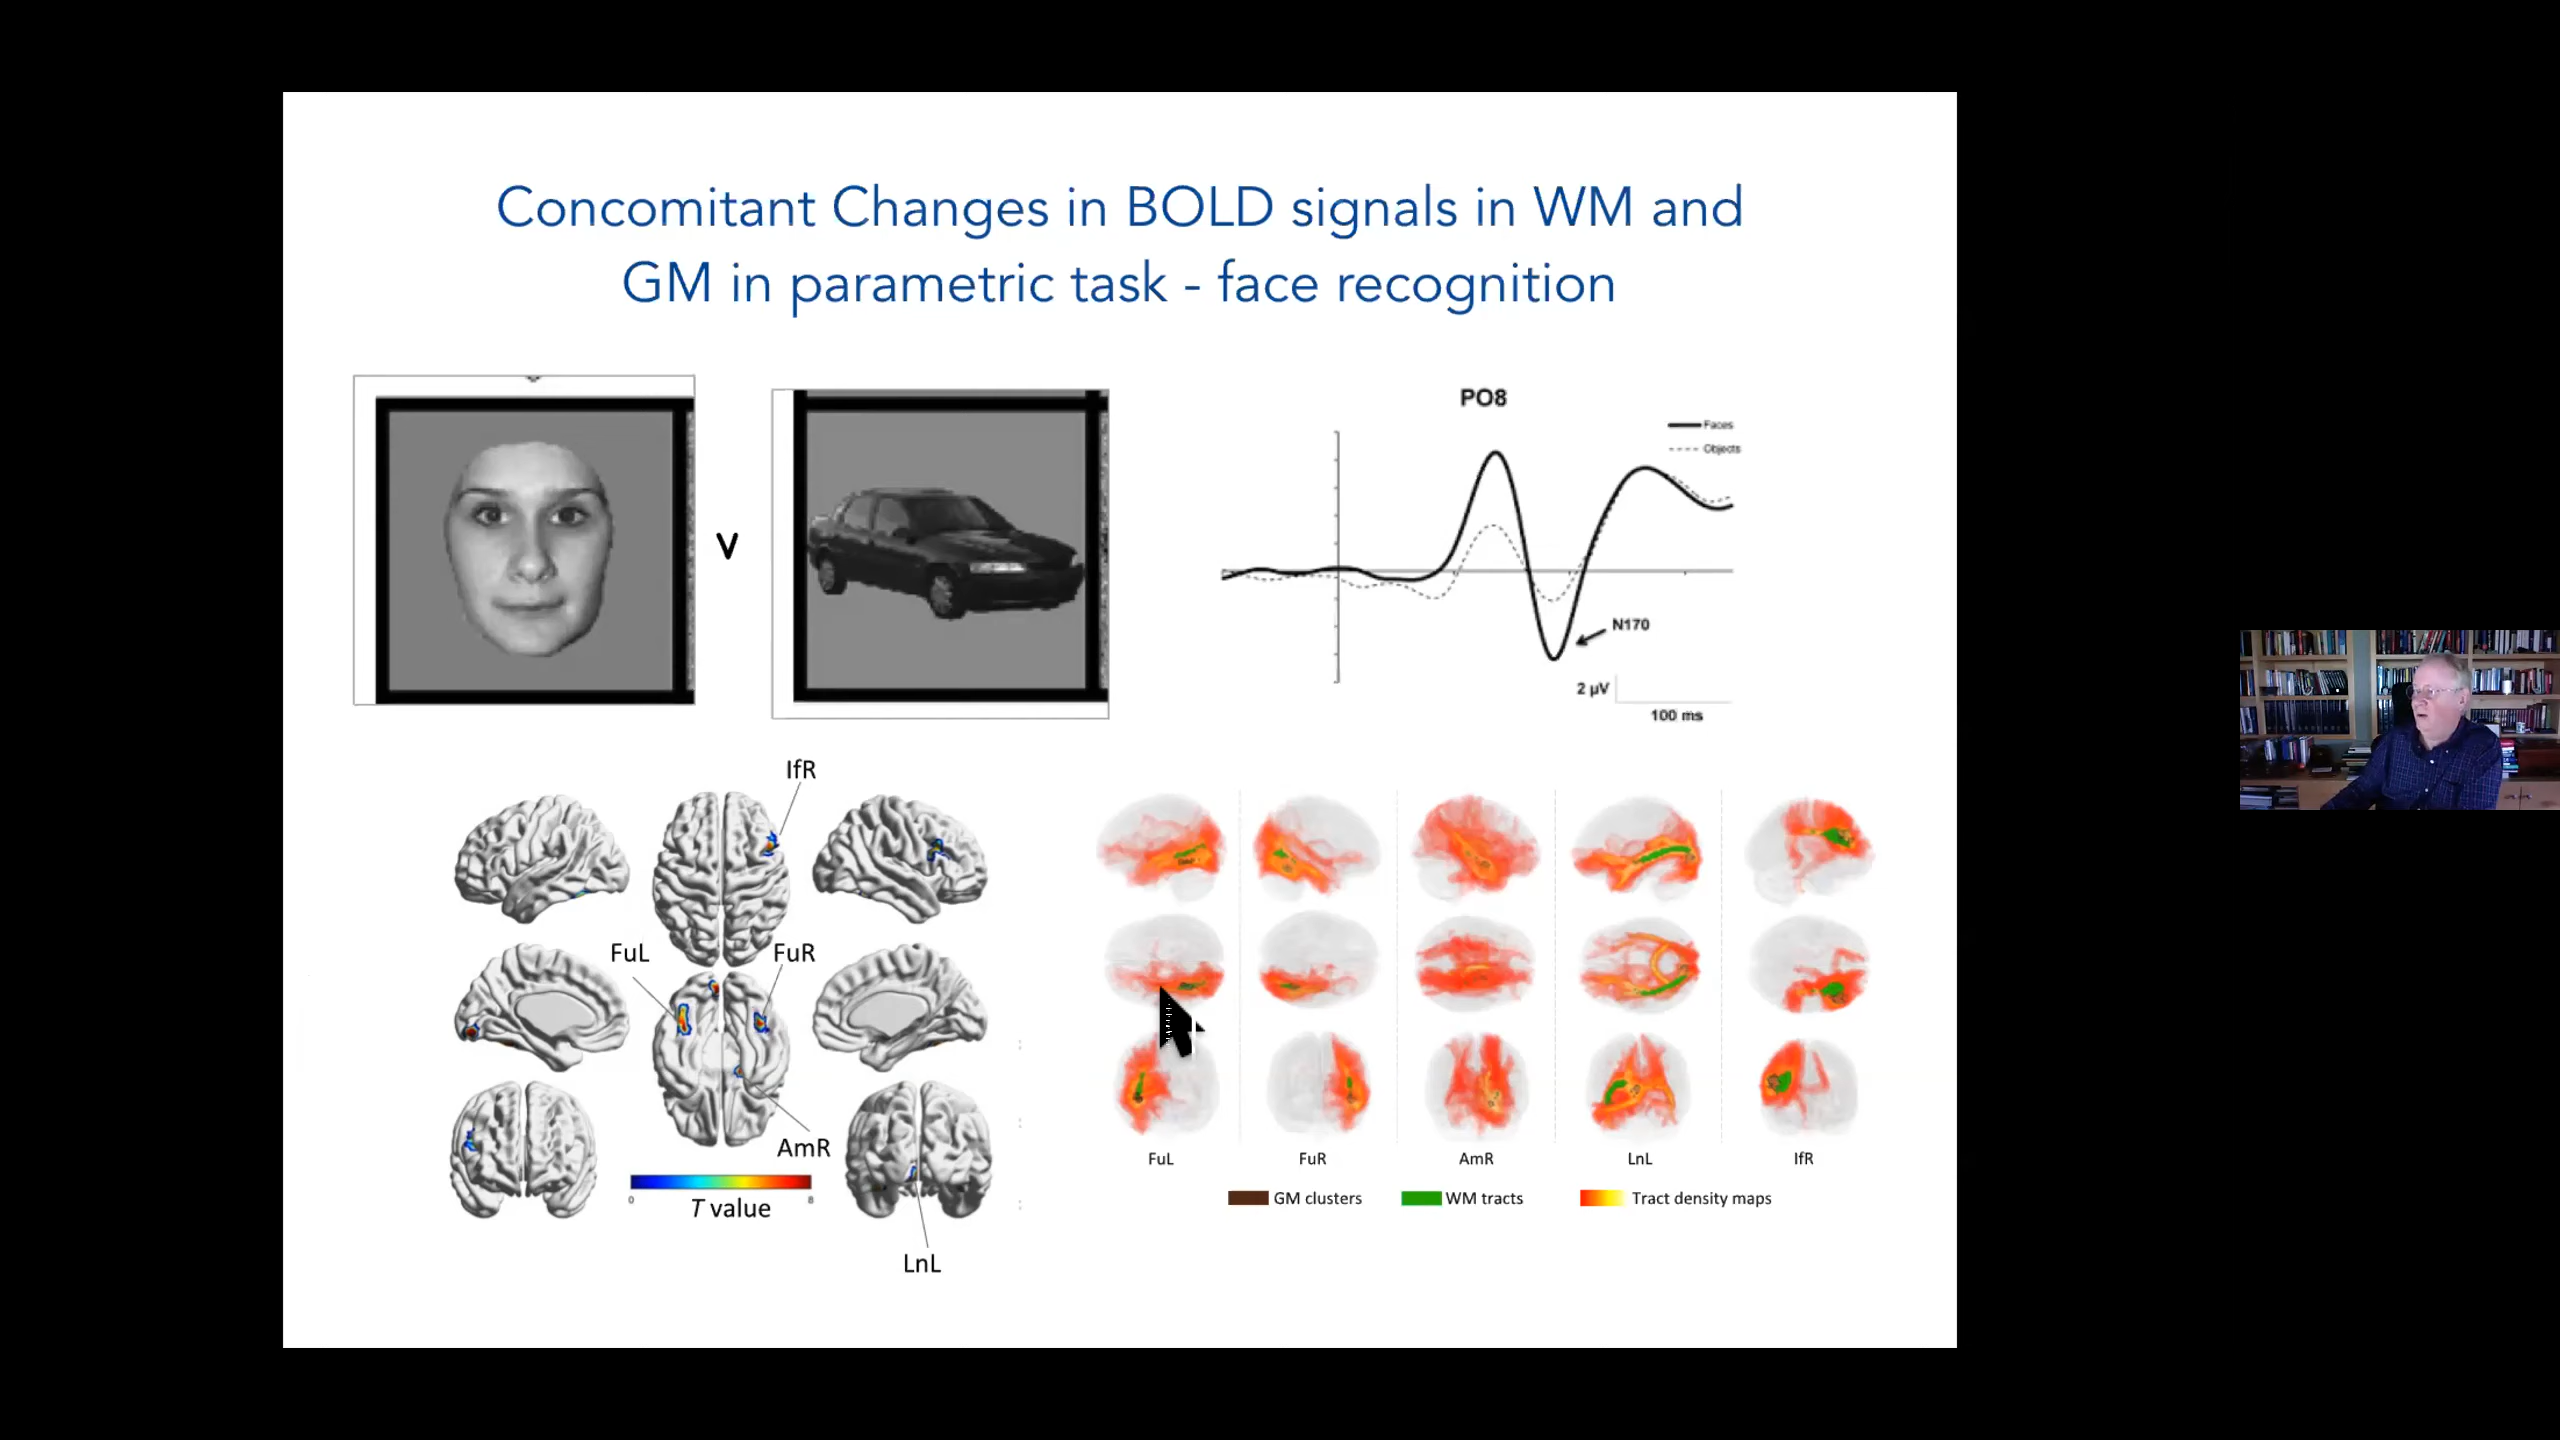 Concomitant Changes in BOLD signals in WM and
GM in parametric task - face recognition
v
PO8
Faces
Objects
N170
2 µV
100 ms
IfR
FuL
FuR
AmR
0
8
T value
LnL
FuL
FuR
AmR
LnL
IfR
GM clusters
WM tracts
Tract density maps